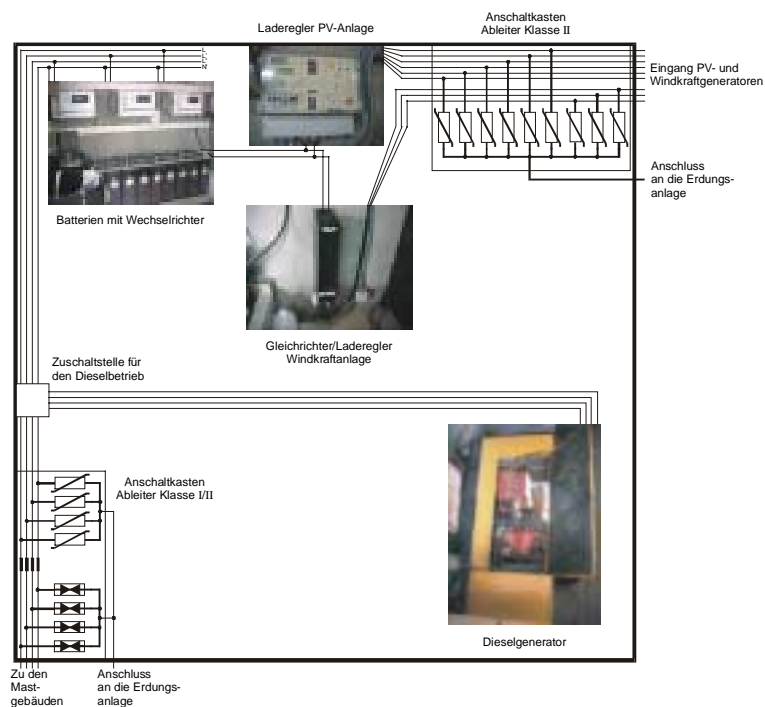 Laderegler PV-Anlage
Anschaltkasten
Ableiter Klasse II
Eingang PV- und
Windkraftgeneratoren
Anschluss
an die Erdungs-
anlage
Batterien mit Wechselrichter
Gleichrichter/Laderegler
Windkraftanlage
Zuschaltstelle für
den Dieselbetrieb
Anschaltkasten
Ableiter Klasse I/II
Dieselgenerator
Zu den
Mast-
gebäuden
Anschluss
an die Erdungs-
anlage